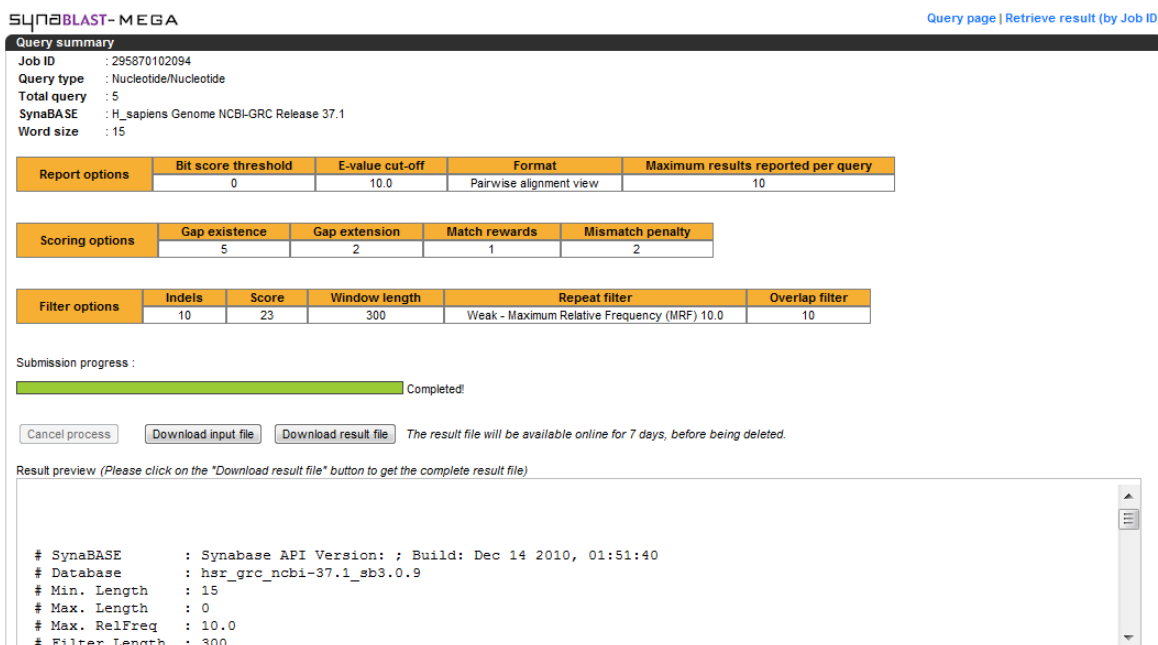 SynaBLAST-MEGA
Query page | Retrieve result (by Job ID
Query summary
Job ID : 295870102094
Query type : Nucleotide/Nucleotide
Total query : 5
SynaBASE : H_sapiens Genome NCBI-GRC Release 37.1
Word size : 15
Report options Bit score threshold E-value cut-off Format Maximum results reported per query
0 10.0 Pairwise alignment view 10
Scoring options Gap existence Gap extension Match rewards Mismatch penalty
5 2 1 2
Filter options Indels Score Window length Repeat filter Overlap filter
10 23 300 Weak - Maximum Relative Frequency (MRF) 10.0 10
Submission progress :
Completed!
Cancel process Download input file Download result file The result file will be available online for 7 days, before being deleted.
Result preview (Please click on the "Download result file" button to get the complete result file)
# SynaBASE : Synabase API Version: ; Build: Dec 14 2010, 01:51:40
# Database : hsr_grc_ncbi-37.1_sb3.0.9
# Min. Length : 15
# Max. Length : 0
# Max. RelFreq : 10.0
# Filter Length : 300